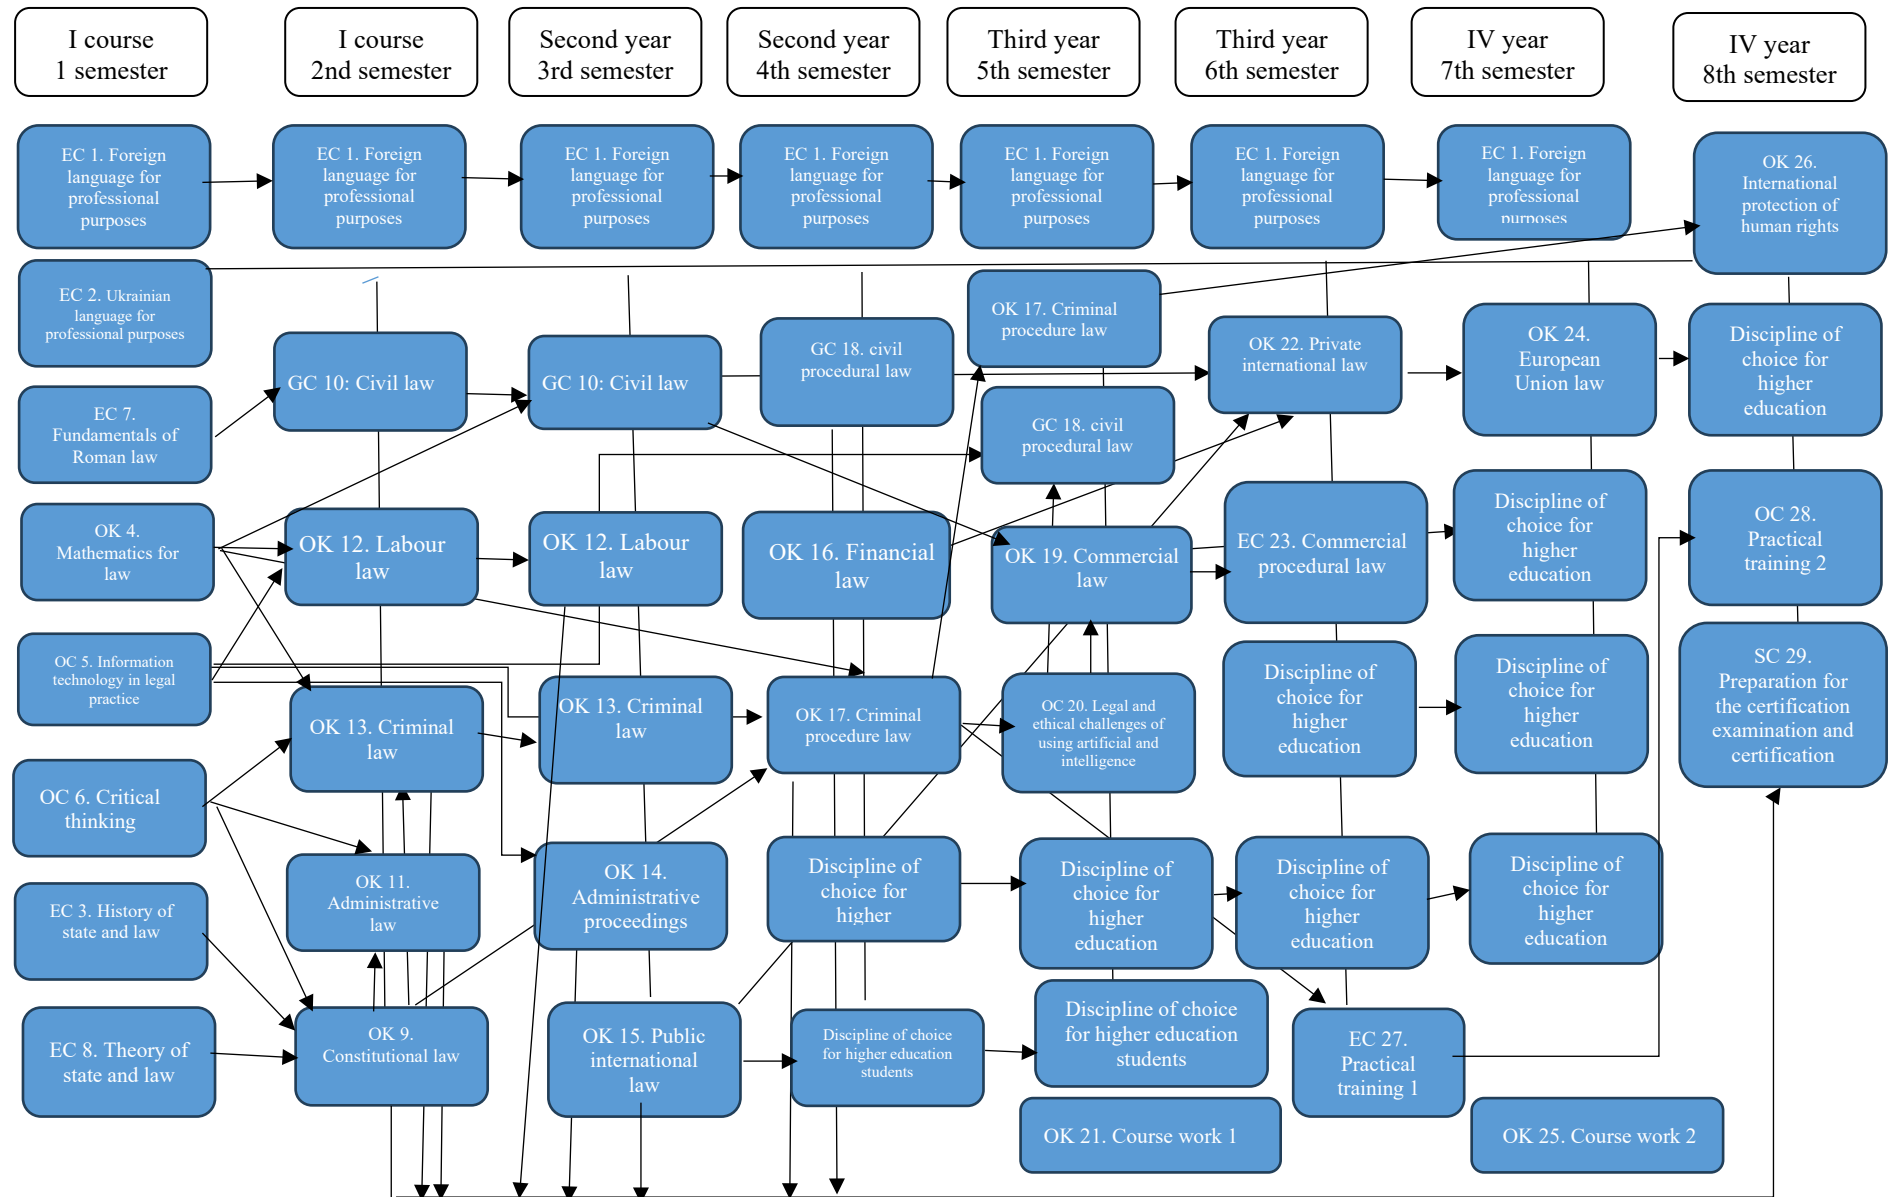 I course
1 semester
I course
2nd semester
Second year
3rd semester
Second year
4th semester
Third year
5th semester
Third year
6th semester
IV year
7th semester
IV year
8th semester
EC 1. Foreign
language for
professional
purposes
EC 1. Foreign
language for
professional
purposes
EC 1. Foreign
language for
professional
purposes
EC 1. Foreign
language for
professional
purposes
EC 1. Foreign
language for
professional
purposes
EC 1. Foreign
language for
professional
purposes
EC 1. Foreign
language for
professional
purposes
OK 26.
International
protection of
human rights
EC 2. Ukrainian
language for
professional purposes
GC 10: Civil law
GC 10: Civil law
GC 18. civil
procedural law
OK 17. Criminal
procedure law
OK 22. Private
international law
OK 24.
European
Union law
Discipline of
choice for
higher
education
EC 7.
Fundamentals of
Roman law
GC 18. civil
procedural law
OK 4.
Mathematics for
law
OK 12. Labour
law
OK 12. Labour
law
OK 16. Financial
law
OK 19. Commercial
law
EC 23. Commercial
procedural law
Discipline of
choice for
higher
education
OC 28.
Practical
training 2
OC 5. Information
technology in legal
practice
OK 13. Criminal
law
OK 13. Criminal
law
OK 17. Criminal
procedure law
OC 20. Legal and
ethical challenges of
using artificial and
intelligence
Discipline of
choice for
higher
education
Discipline of
choice for
higher
education
SC 29.
Preparation for
the certification
examination and
certification
OC 6. Critical
thinking
OK 11.
Administrative
law
OK 14.
Administrative
proceedings
Discipline of
choice for
higher
Discipline of
choice for
higher
education
Discipline of
choice for
higher
education
Discipline of
choice for
higher
education
EC 3. History of
state and law
EC 8. Theory of
state and law
OK 9.
Constitutional law
OK 15. Public
international
law
Discipline of choice
for higher education
students
Discipline of choice
for higher education
students
EC 27.
Practical
training 1
OK 21. Course work 1
OK 25. Course work 2